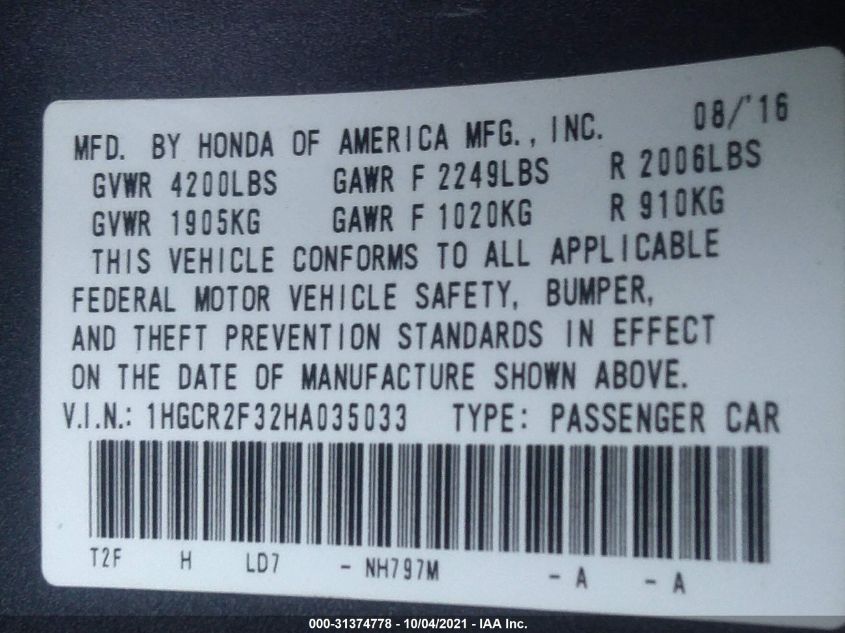 MFD. BY HONDA OF AMERICA MFG., INC. 08/'16
GVWR 4200LBS GAWR F 2249LBS R 2006LBS
GVWR 1905KG GAWR F 1020KG R 910KG
THIS VEHICLE CONFORMS TO ALL APPLICABLE
FEDERAL MOTOR VEHICLE SAFETY, BUMPER,
AND THEFT PREVENTION STANDARDS IN EFFECT
ON THE DATE OF MANUFACTURE SHOWN ABOVE.
V.I.N.: 1HGCR2F32HA035033 TYPE: PASSENGER CAR
T2F H LD7 - NH797M - A - A
000-31374778 - 10/04/2021 - IAA Inc.